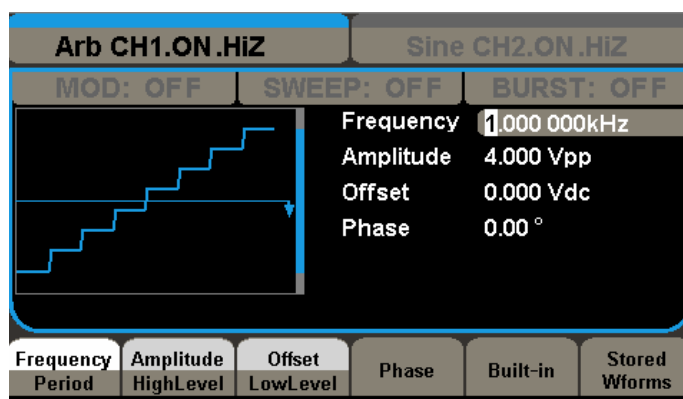 Arb CH1.ON.HiZ
Sine CH2.ON.HiZ
MOD: OFF
SWEEP: OFF
BURST: OFF
Frequency 1.000 000kHz
Amplitude 4.000 Vpp
Offset 0.000 Vdc
Phase 0.00 °
Frequency
Period
Amplitude
HighLevel
Offset
LowLevel
Phase
Built-in
Stored
Wforms